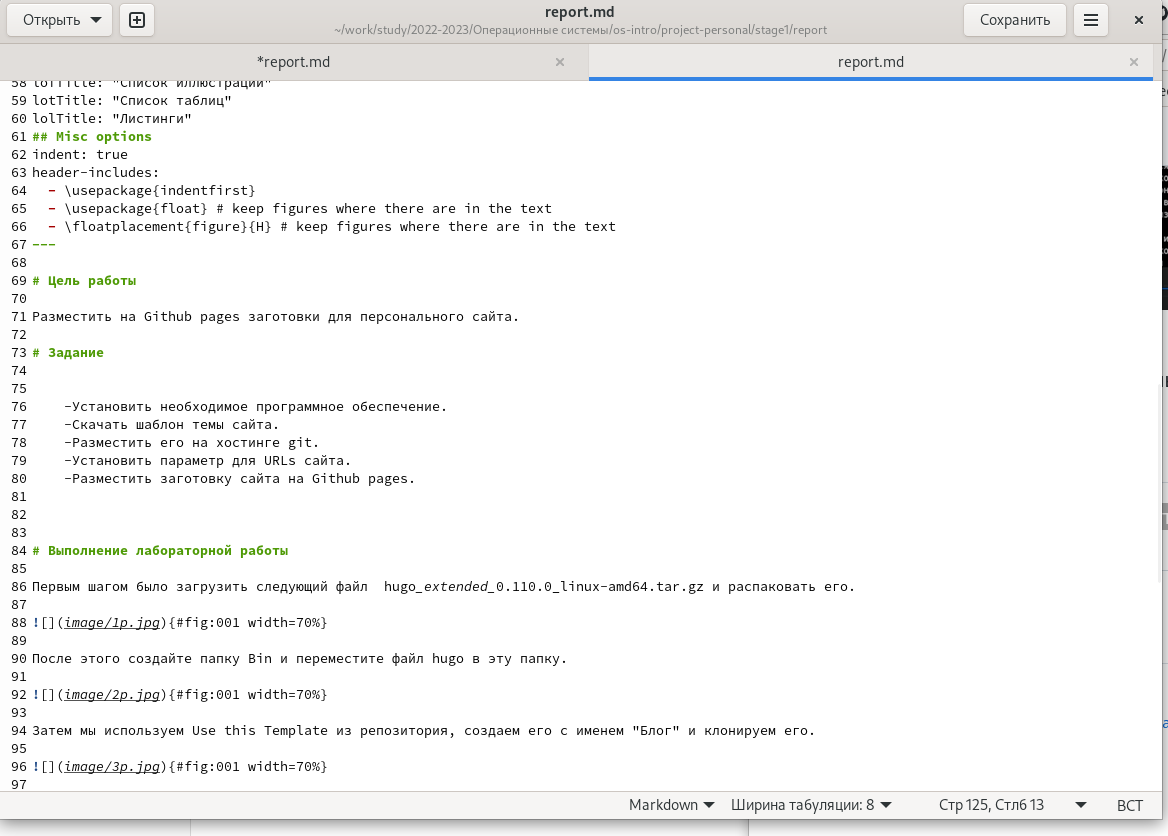 Открыть
report.md
~/work/study/2022-2023/Операционные системы/os-intro/project-personal/stage1/report
Сохранить
*report.md
report.md
58 lofTitle: "Список иллюстраций"
59 lotTitle: "Список таблиц"
60 lolTitle: "Листинги"
61 ## Misc options
62 indent: true
63 header-includes:
64   - \usepackage{indentfirst}
65   - \usepackage{float} # keep figures where there are in the text
66   - \floatplacement{figure}{H} # keep figures where there are in the text
67 ---
68
69 # Цель работы
70
71 Разместить на Github pages заготовки для персонального сайта.
72
73 # Задание
74
75
76     -Установить необходимое программное обеспечение.
77     -Скачать шаблон темы сайта.
78     -Разместить его на хостинге git.
79     -Установить параметр для URLs сайта.
80     -Разместить заготовку сайта на Github pages.
81
82
83
84 # Выполнение лабораторной работы
85
86 Первым шагом было загрузить следующий файл  hugo_extended_0.110.0_linux-amd64.tar.gz и распаковать его.
87
88 ![](image/1p.jpg){#fig:001 width=70%}
89
90 После этого создайте папку Bin и переместите файл hugo в эту папку.
91
92 ![](image/2p.jpg){#fig:001 width=70%}
93
94 Затем мы используем Use this Template из репозитория, создаем его с именем "Блог" и клонируем его.
95
96 ![](image/3p.jpg){#fig:001 width=70%}
97
Markdown
Ширина табуляции: 8
Стр 125, Стлб 13
ВСТ